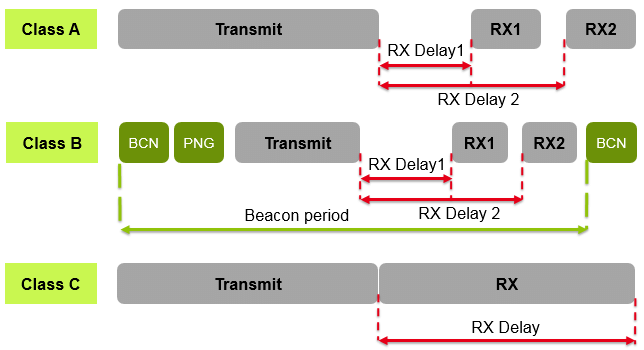 Class A
Transmit
RX1
RX2
RX Delay1
RX Delay 2
Class B
BCN
PNG
Transmit
RX1
RX2
BCN
RX Delay1
RX Delay 2
Beacon period
Class C
Transmit
RX
RX Delay